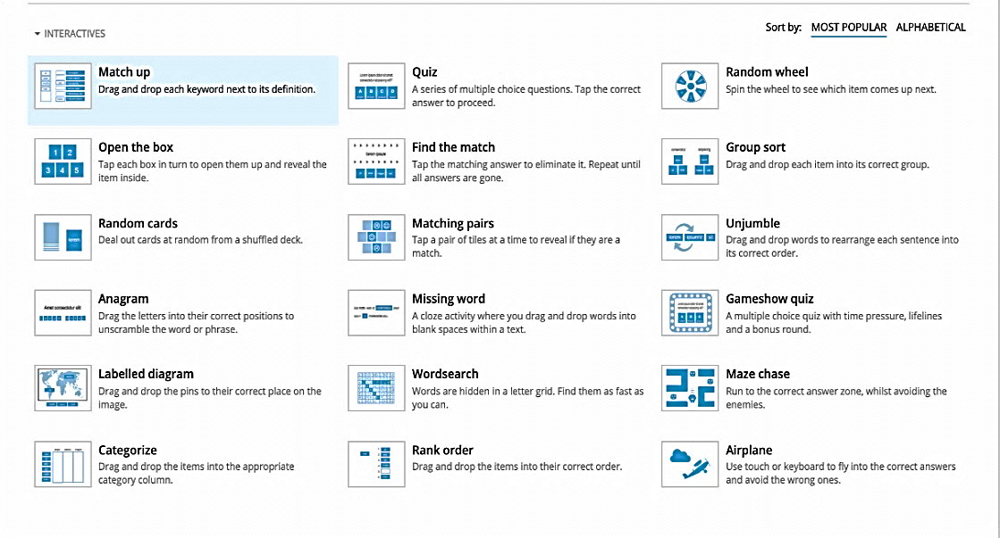 Sort by: MOST POPULAR ALPHABETICAL
INTERACTIVES
Match up
Drag and drop each keyword next to its definition.
Quiz
A series of multiple choice questions. Tap the correct
answer to proceed.
Random wheel
Spin the wheel to see which item comes up next.
Open the box
Tap each box in turn to open them up and reveal the
item inside.
1 2
3 4 5
Find the match
Tap the matching answer to eliminate it. Repeat until
all answers are gone.
Group sort
Drag and drop each item into its correct group.
Random cards
Deal out cards at random from a shuffled deck.
Matching pairs
Tap a pair of tiles at a time to reveal if they are a
match.
Unjumble
Drag and drop words to rearrange each sentence into
its correct order.
Anagram
Drag the letters into their correct positions to
unscramble the word or phrase.
Missing word
A cloze activity where you drag and drop words into
blank spaces within a text.
Gameshow quiz
A multiple choice quiz with time pressure, lifelines
and a bonus round.
Labelled diagram
Drag and drop the pins to their correct place on the
image.
Wordsearch
Words are hidden in a letter grid. Find them as fast as
you can.
Maze chase
Run to the correct answer zone, whilst avoiding the
enemies.
Categorize
Drag and drop the items into the appropriate
category column.
Rank order
Drag and drop the items into their correct order.
Airplane
Use touch or keyboard to fly into the correct answers
and avoid the wrong ones.